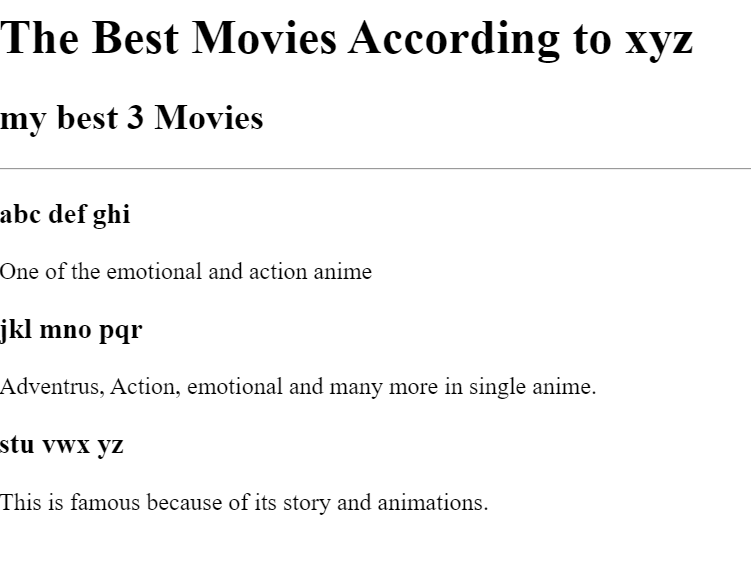 The Best Movies According to xyz
my best 3 Movies
abc def ghi
One of the emotional and action anime
jkl mno pqr
Adventrus, Action, emotional and many more in single anime.
stu vwx yz
This is famous because of its story and animations.